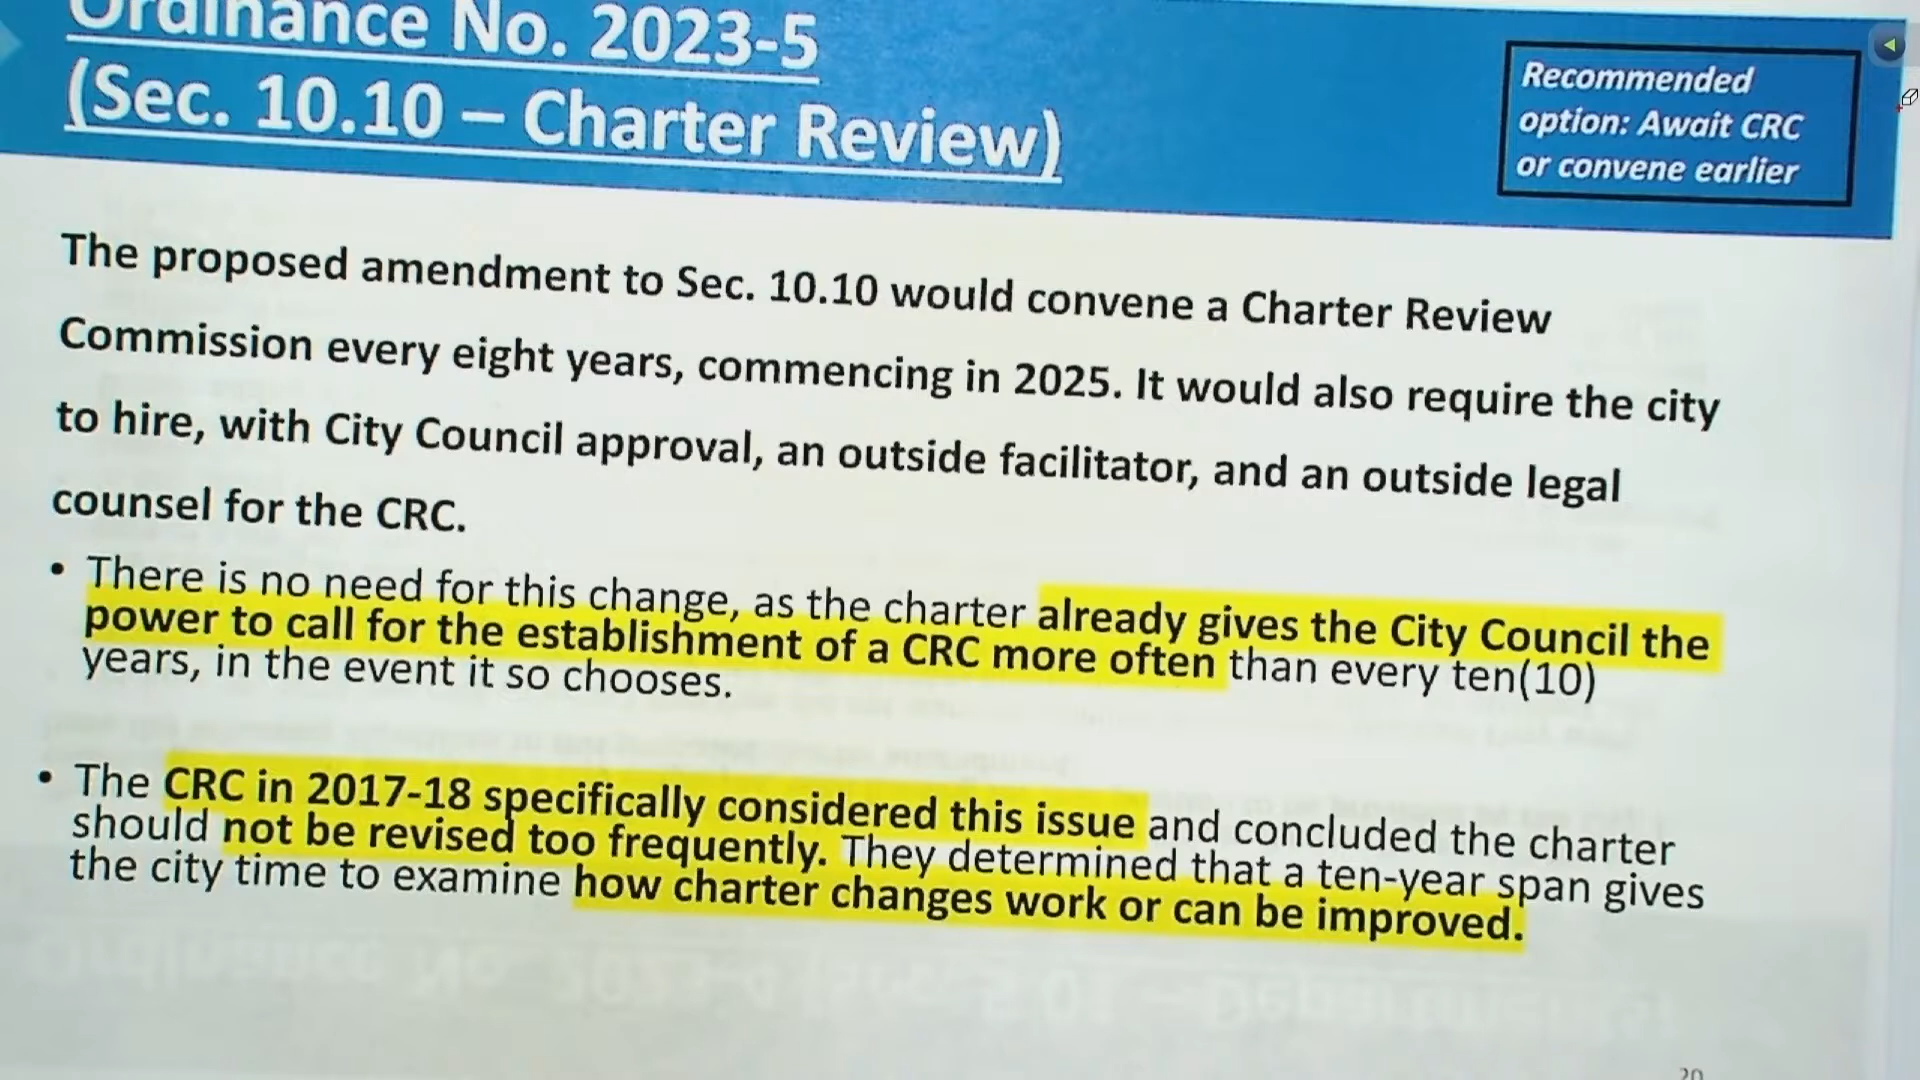 Ordinance No. 2023-5
(Sec. 10.10 – Charter Review)
Recommended
option: Await CRC
or convene earlier
The proposed amendment to Sec. 10.10 would convene a Charter Review
Commission every eight years, commencing in 2025. It would also require the city
to hire, with City Council approval, an outside facilitator, and an outside legal
counsel for the CRC.
• There is no need for this change, as the charter already gives the City Council the
power to call for the establishment of a CRC more often than every ten(10)
years, in the event it so chooses.
• The CRC in 2017-18 specifically considered this issue and concluded the charter
should not be revised too frequently. They determined that a ten-year span gives
the city time to examine how charter changes work or can be improved.
20